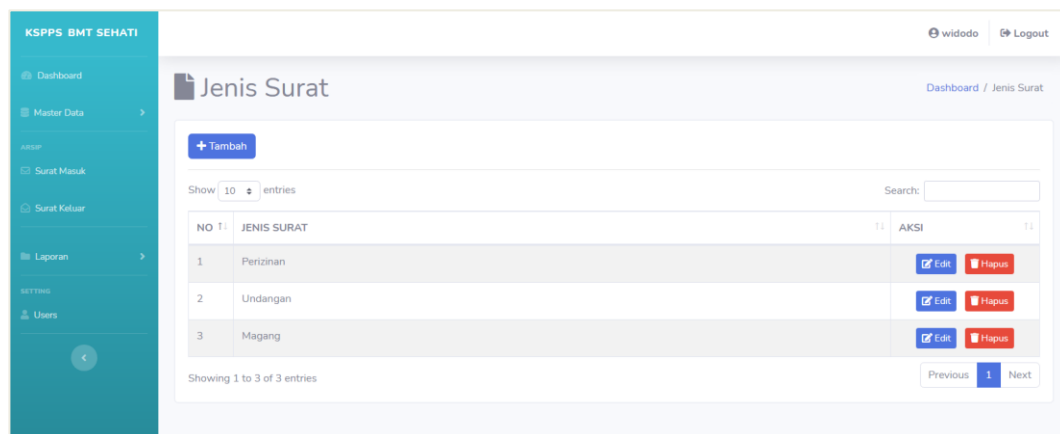 KSPPS BMT SEHATI
widodo Logout
Dashboard
Master Data
ARSIP
Surat Masuk
Surat Keluar
Laporan
SETTING
Users
Jenis Surat
Dashboard / Jenis Surat
Tambah
Show 10 entries
Search:
NO JENIS SURAT AKSI
1 Perizinan Edit Hapus
2 Undangan Edit Hapus
3 Magang Edit Hapus
Showing 1 to 3 of 3 entries
Previous 1 Next